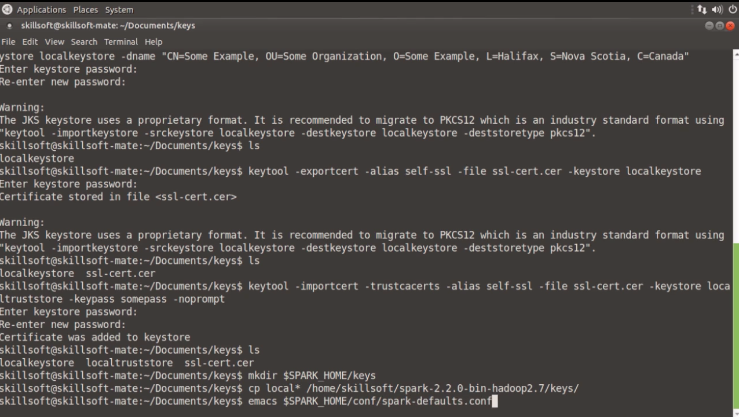 Applications Places System
skillsoft@skillsoft-mate: ~/Documents/keys
File Edit View Search Terminal Help
ystore localkeystore -dname "CN=Some Example, OU=Some Organization, O=Some Example, L=Halifax, S=Nova Scotia, C=Canada"
Enter keystore password:
Re-enter new password:
Warning:
The JKS keystore uses a proprietary format. It is recommended to migrate to PKCS12 which is an industry standard format using
"keytool -importkeystore -srckeystore localkeystore -destkeystore localkeystore -deststoretype pkcs12".
skillsoft@skillsoft-mate:~/Documents/keys$ ls
localkeystore
skillsoft@skillsoft-mate:~/Documents/keys$ keytool -exportcert -alias self-ssl -file ssl-cert.cer -keystore localkeystore
Enter keystore password:
Certificate stored in file <ssl-cert.cer>
Warning:
The JKS keystore uses a proprietary format. It is recommended to migrate to PKCS12 which is an industry standard format using
"keytool -importkeystore -srckeystore localkeystore -destkeystore localkeystore -deststoretype pkcs12".
skillsoft@skillsoft-mate:~/Documents/keys$ ls
localkeystore ssl-cert.cer
skillsoft@skillsoft-mate:~/Documents/keys$ keytool -importcert -trustcacerts -alias self-ssl -file ssl-cert.cer -keystore loca
ltruststore -keypass somepass -noprompt
Enter keystore password:
Re-enter new password:
Certificate was added to keystore
skillsoft@skillsoft-mate:~/Documents/keys$ ls
localkeystore localtruststore ssl-cert.cer
skillsoft@skillsoft-mate:~/Documents/keys$ mkdir $SPARK_HOME/keys
skillsoft@skillsoft-mate:~/Documents/keys$ cp local* /home/skillsoft/spark-2.2.0-bin-hadoop2.7/keys/
skillsoft@skillsoft-mate:~/Documents/keys$ emacs $SPARK_HOME/conf/spark-defaults.conf